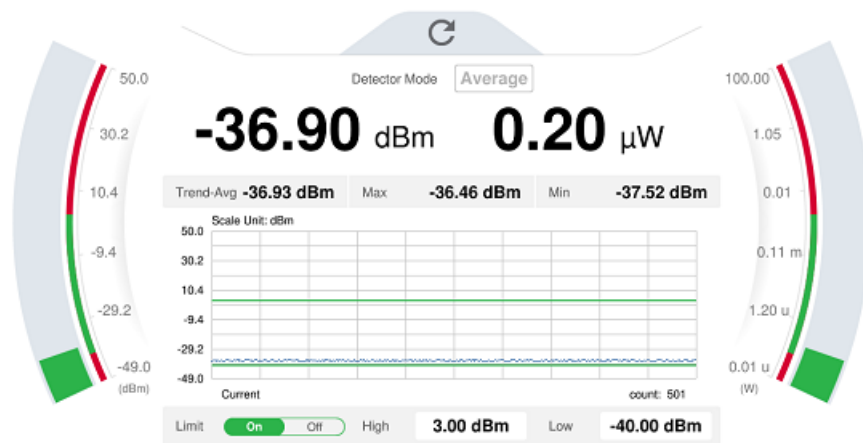 Detector Mode Average
-36.90 dBm 0.20 µW
Trend-Avg -36.93 dBm Max -36.46 dBm Min -37.52 dBm
50.0
30.2
10.4
-9.4
-29.2
-49.0
(dBm)
Scale Unit: dBm
50.0
30.2
10.4
-9.4
-29.2
-49.0
Current count: 501
100.00
1.05
0.01
0.11 m
1.20 u
0.01 u
(W)
Limit On Off High 3.00 dBm Low -40.00 dBm